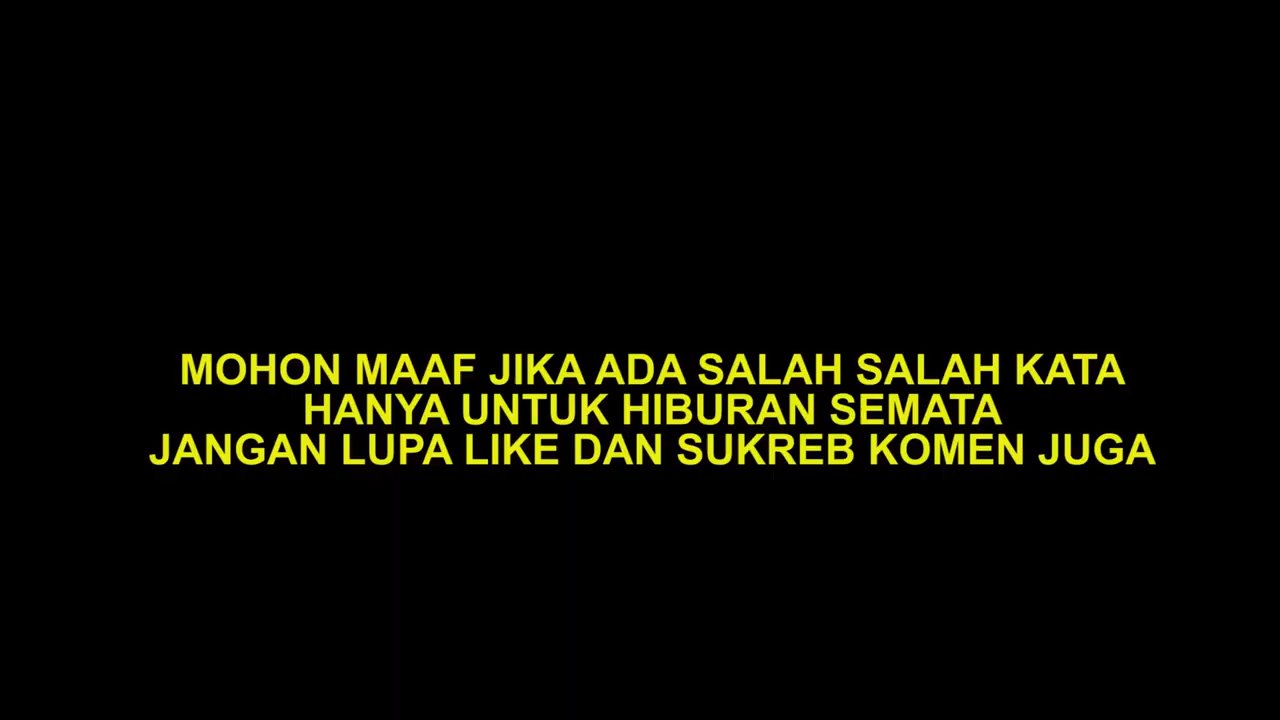 MOHON MAAF JIKA ADA SALAH SALAH KATA
HANYA UNTUK HIBURAN SEMATA
JANGAN LUPA LIKE DAN SUKREB KOMEN JUGA